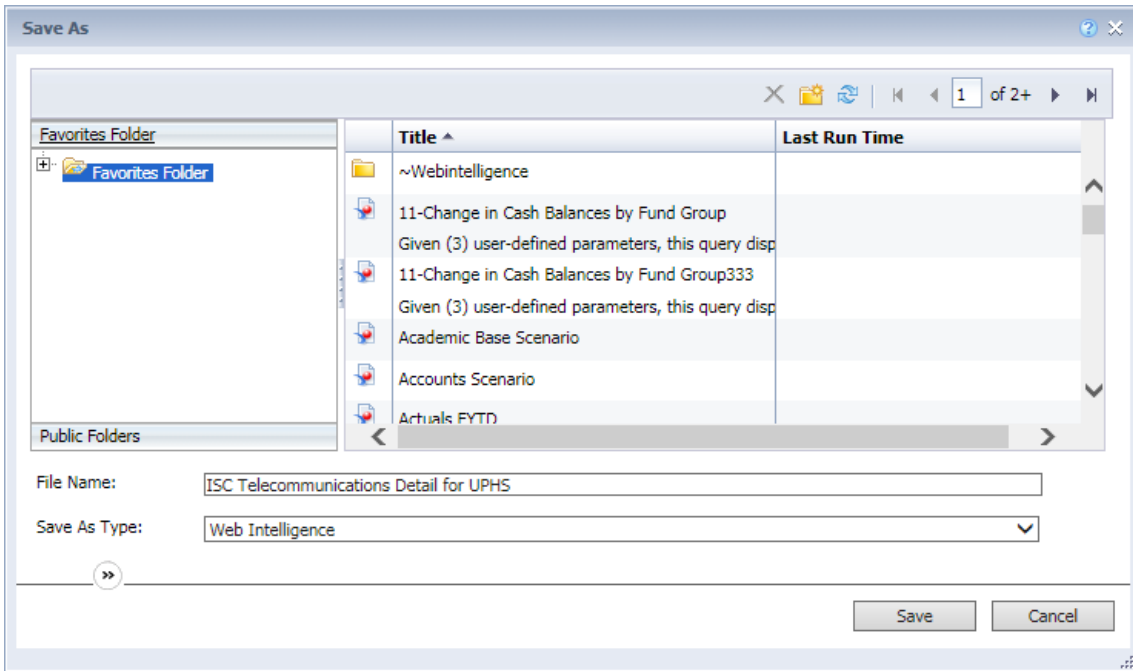 Save As
1 of 2+
Favorites Folder
Title
Last Run Time
Favorites Folder
~Webintelligence
11-Change in Cash Balances by Fund Group
Given (3) user-defined parameters, this query disp
11-Change in Cash Balances by Fund Group333
Given (3) user-defined parameters, this query disp
Academic Base Scenario
Accounts Scenario
Actuals FYTD
Public Folders
File Name:
ISC Telecommunications Detail for UPHS
Save As Type:
Web Intelligence
Save
Cancel